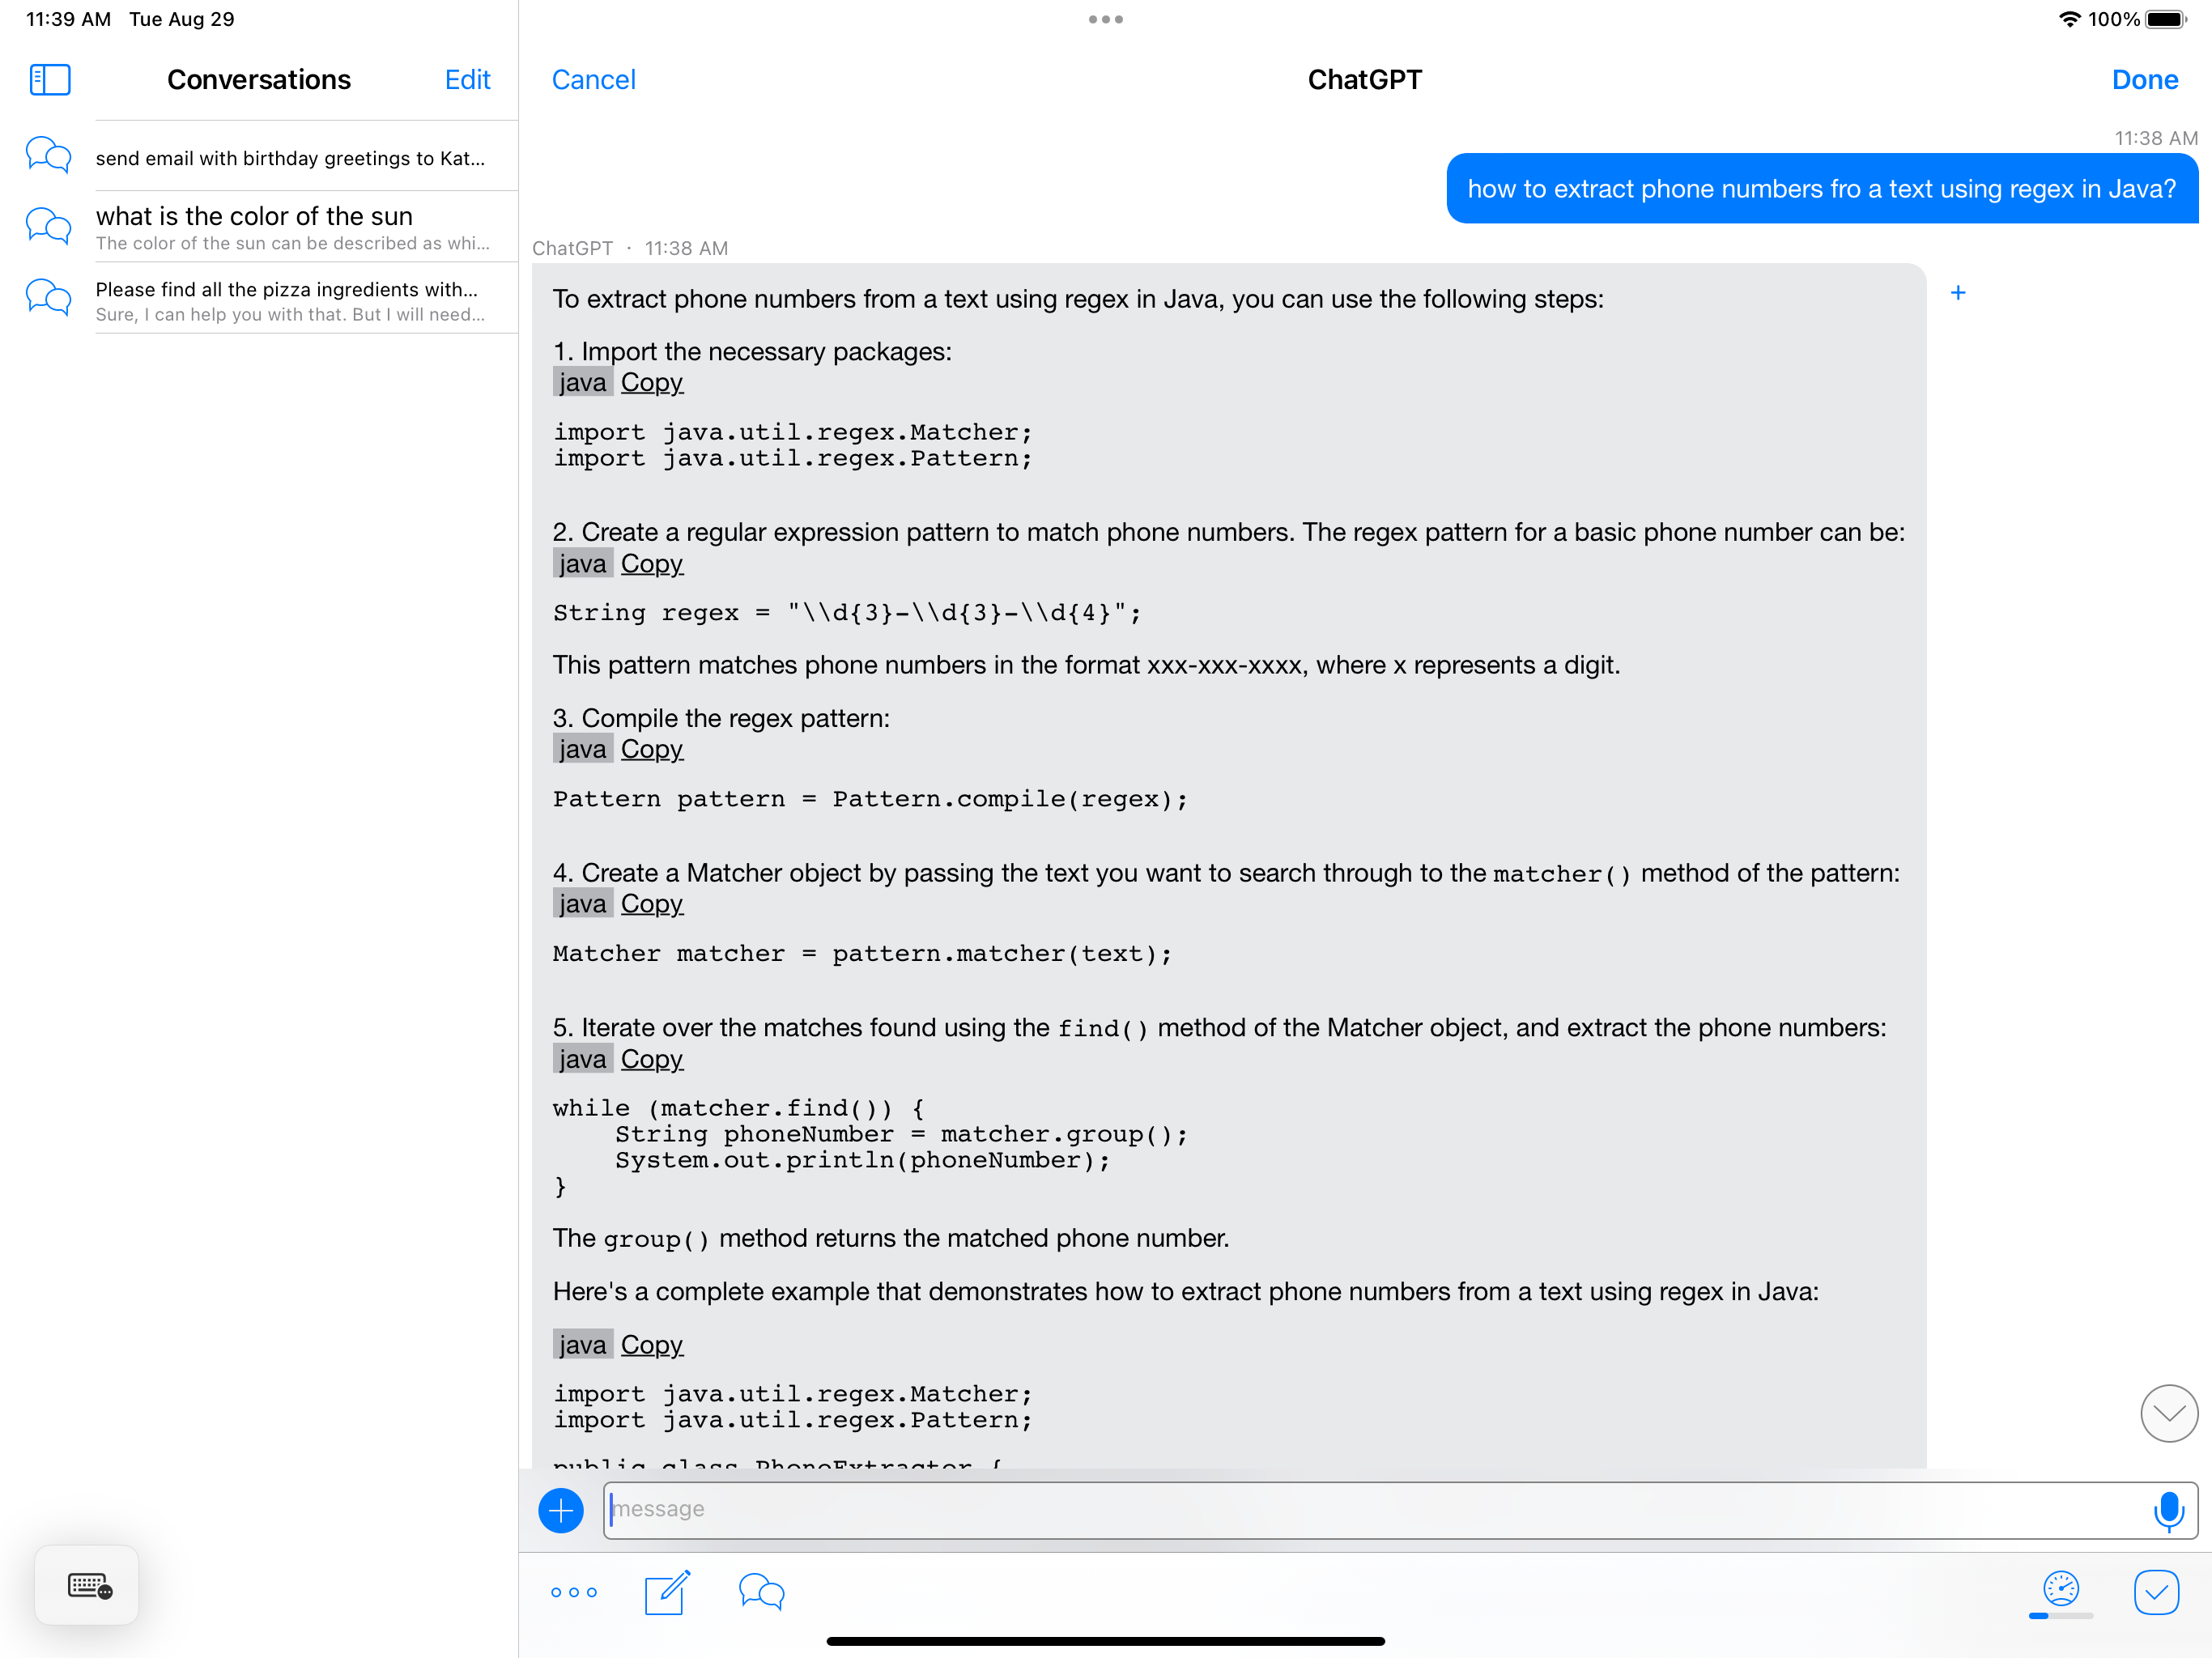 11:39 AM Tue Aug 29
100%
Conversations Edit
send email with birthday greetings to Kat...
what is the color of the sun
The color of the sun can be described as whi...
Please find all the pizza ingredients with...
Sure, I can help you with that. But I will need...
Cancel ChatGPT Done
11:38 AM
how to extract phone numbers fro a text using regex in Java?
ChatGPT · 11:38 AM
To extract phone numbers from a text using regex in Java, you can use the following steps:
+
1. Import the necessary packages:
java Copy
import java.util.regex.Matcher;
import java.util.regex.Pattern;
2. Create a regular expression pattern to match phone numbers. The regex pattern for a basic phone number can be:
java Copy
String regex = "\\d{3}-\\d{3}-\\d{4}";
This pattern matches phone numbers in the format xxx-xxx-xxxx, where x represents a digit.
3. Compile the regex pattern:
java Copy
Pattern pattern = Pattern.compile(regex);
4. Create a Matcher object by passing the text you want to search through to the matcher() method of the pattern:
java Copy
Matcher matcher = pattern.matcher(text);
5. Iterate over the matches found using the find() method of the Matcher object, and extract the phone numbers:
java Copy
while (matcher.find()) {
    String phoneNumber = matcher.group();
    System.out.println(phoneNumber);
}
The group() method returns the matched phone number.
Here's a complete example that demonstrates how to extract phone numbers from a text using regex in Java:
java Copy
import java.util.regex.Matcher;
import java.util.regex.Pattern;
public class PhoneExtractor {
message